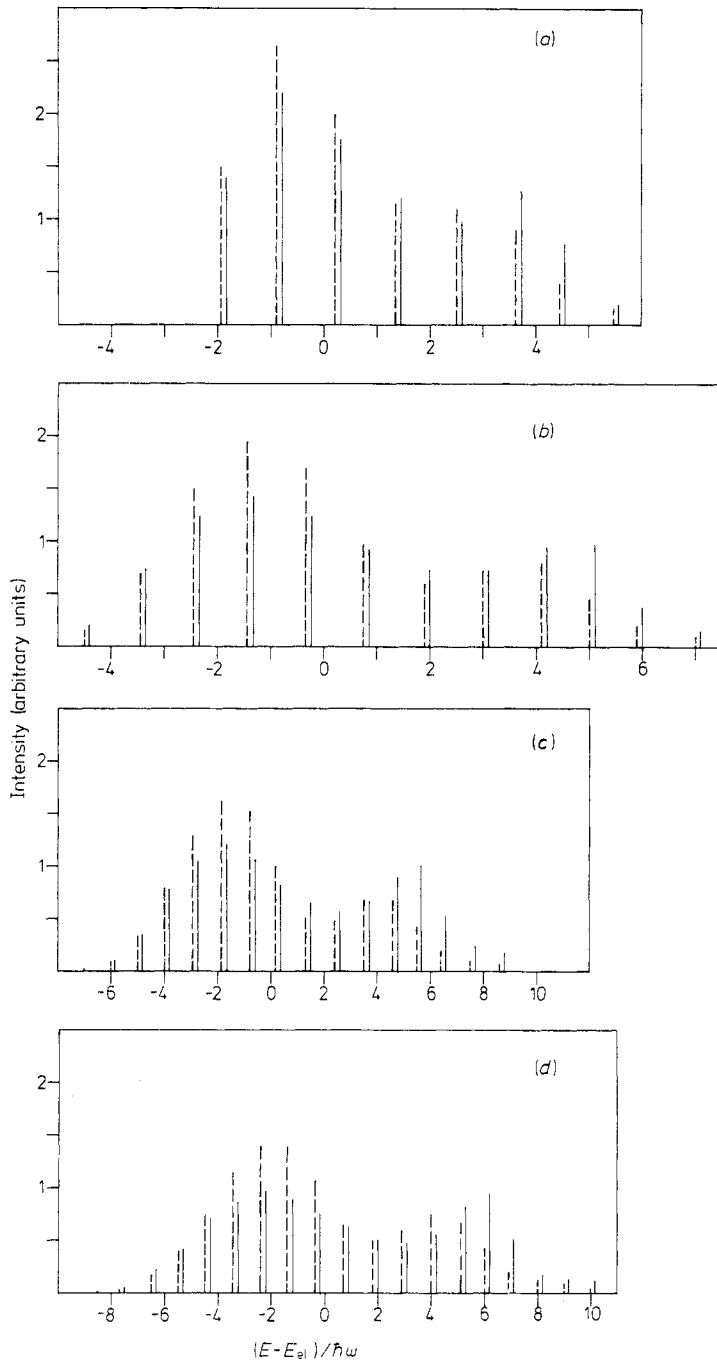 (a)
2
1
-4 -2 0 2 4
(b)
2
1
-4 -2 0 2 4 6
Intensity (arbitrary units)
(c)
2
1
-6 -4 -2 0 2 4 6 8 10
(d)
2
1
-8 -6 -4 -2 0 2 4 6 8 10
(E-E_el)/ℏω